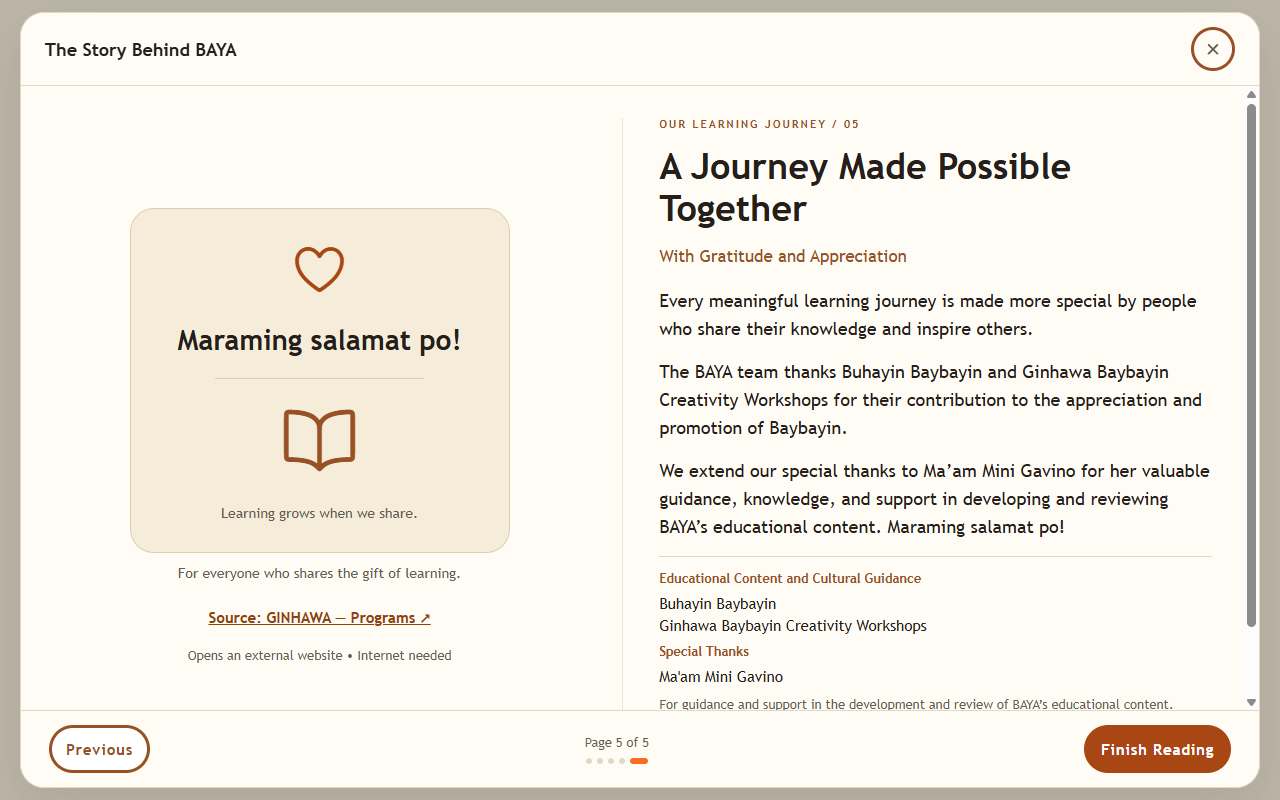 The Story Behind BAYA
Maraming salamat po!
Learning grows when we share.
For everyone who shares the gift of learning.
Source: GINHAWA — Programs ↗
Opens an external website • Internet needed
OUR LEARNING JOURNEY / 05
A Journey Made Possible
Together
With Gratitude and Appreciation
Every meaningful learning journey is made more special by people
who share their knowledge and inspire others.
The BAYA team thanks Buhayin Baybayin and Ginhawa Baybayin
Creativity Workshops for their contribution to the appreciation and
promotion of Baybayin.
We extend our special thanks to Ma’am Mini Gavino for her valuable
guidance, knowledge, and support in developing and reviewing
BAYA’s educational content. Maraming salamat po!
Educational Content and Cultural Guidance
Buhayin Baybayin
Ginhawa Baybayin Creativity Workshops
Special Thanks
Ma'am Mini Gavino
For guidance and support in the development and review of BAYA’s educational content.
Previous
Page 5 of 5
Finish Reading